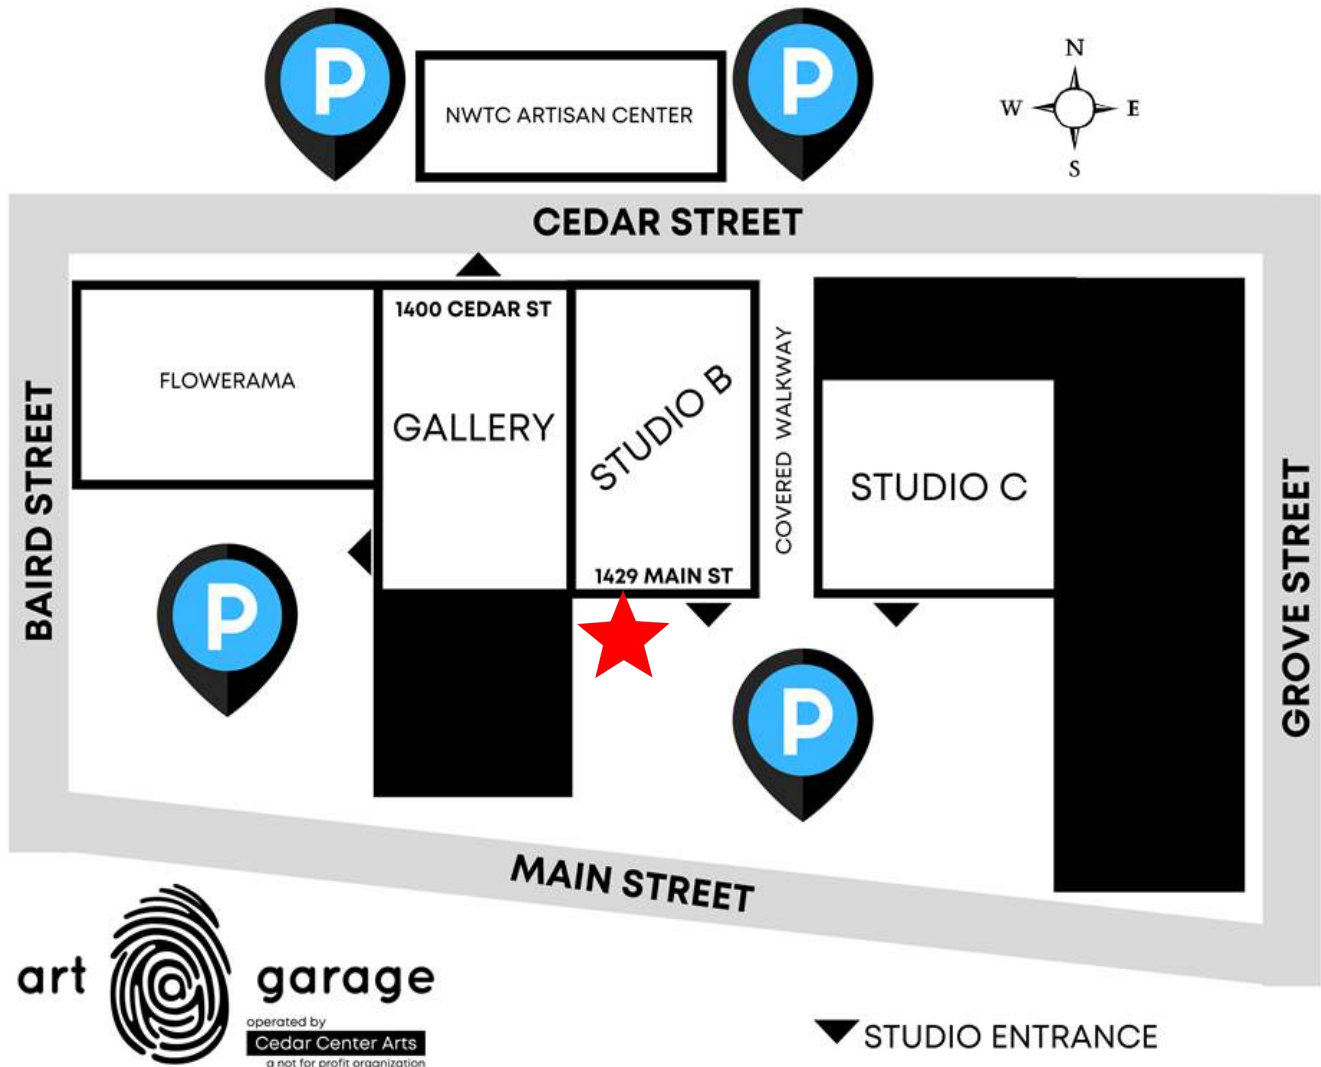 P
P
N
W E
S
NWTC ARTISAN CENTER
CEDAR STREET
1400 CEDAR ST
FLOWERAMA
GALLERY
STUDIO B
1429 MAIN ST
COVERED WALKWAY
STUDIO C
BAIRD STREET
GROVE STREET
P
P
MAIN STREET
art garage
operated by
Cedar Center Arts
a not for profit organization
STUDIO ENTRANCE